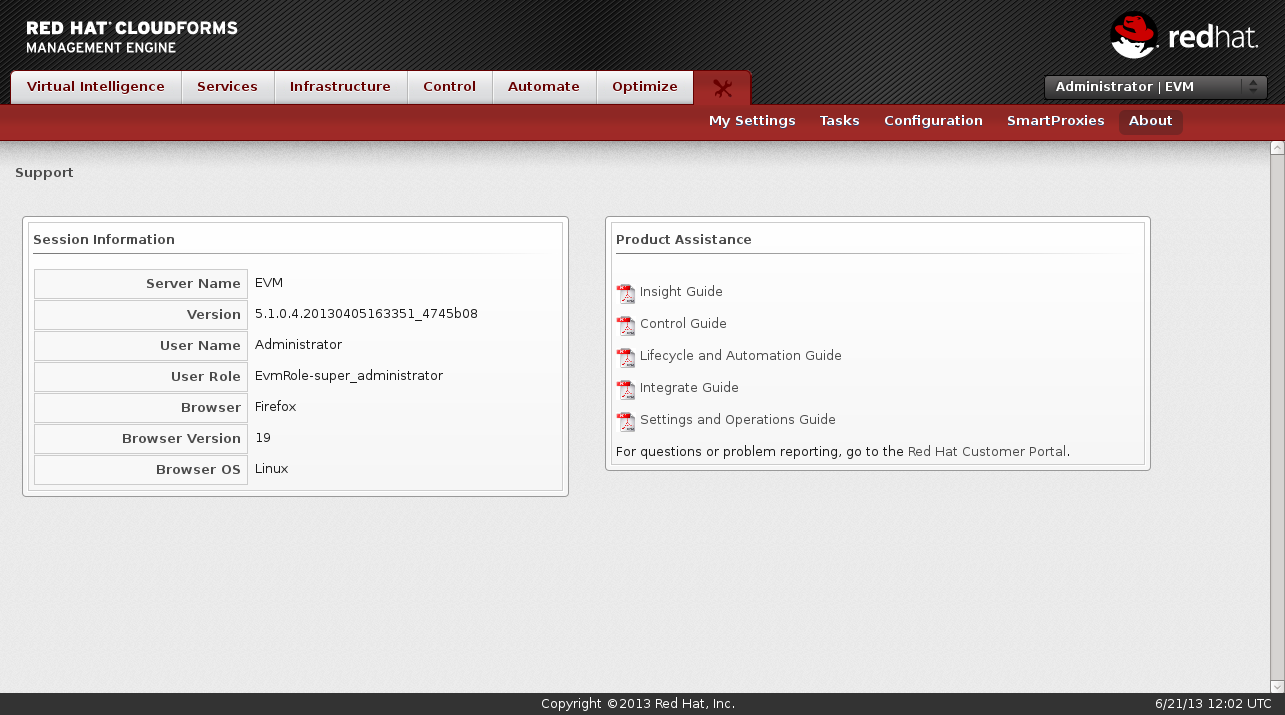 RED HAT® CLOUDFORMS
MANAGEMENT ENGINE
redhat.
Virtual Intelligence
Services
Infrastructure
Control
Automate
Optimize
Administrator | EVM
My Settings
Tasks
Configuration
SmartProxies
About
Support
Session Information
Server Name EVM
Version 5.1.0.4.20130405163351_4745b08
User Name Administrator
User Role EvmRole-super_administrator
Browser Firefox
Browser Version 19
Browser OS Linux
Product Assistance
Insight Guide
Control Guide
Lifecycle and Automation Guide
Integrate Guide
Settings and Operations Guide
For questions or problem reporting, go to the Red Hat Customer Portal.
Copyright ©2013 Red Hat, Inc.
6/21/13 12:02 UTC